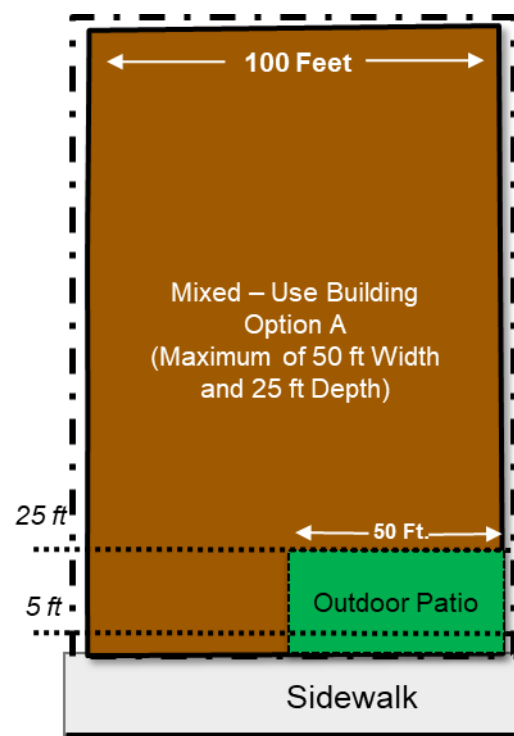 100 Feet
Mixed – Use Building
Option A
(Maximum of 50 ft Width
and 25 ft Depth)
25 ft
50 Ft.
5 ft
Outdoor Patio
Sidewalk